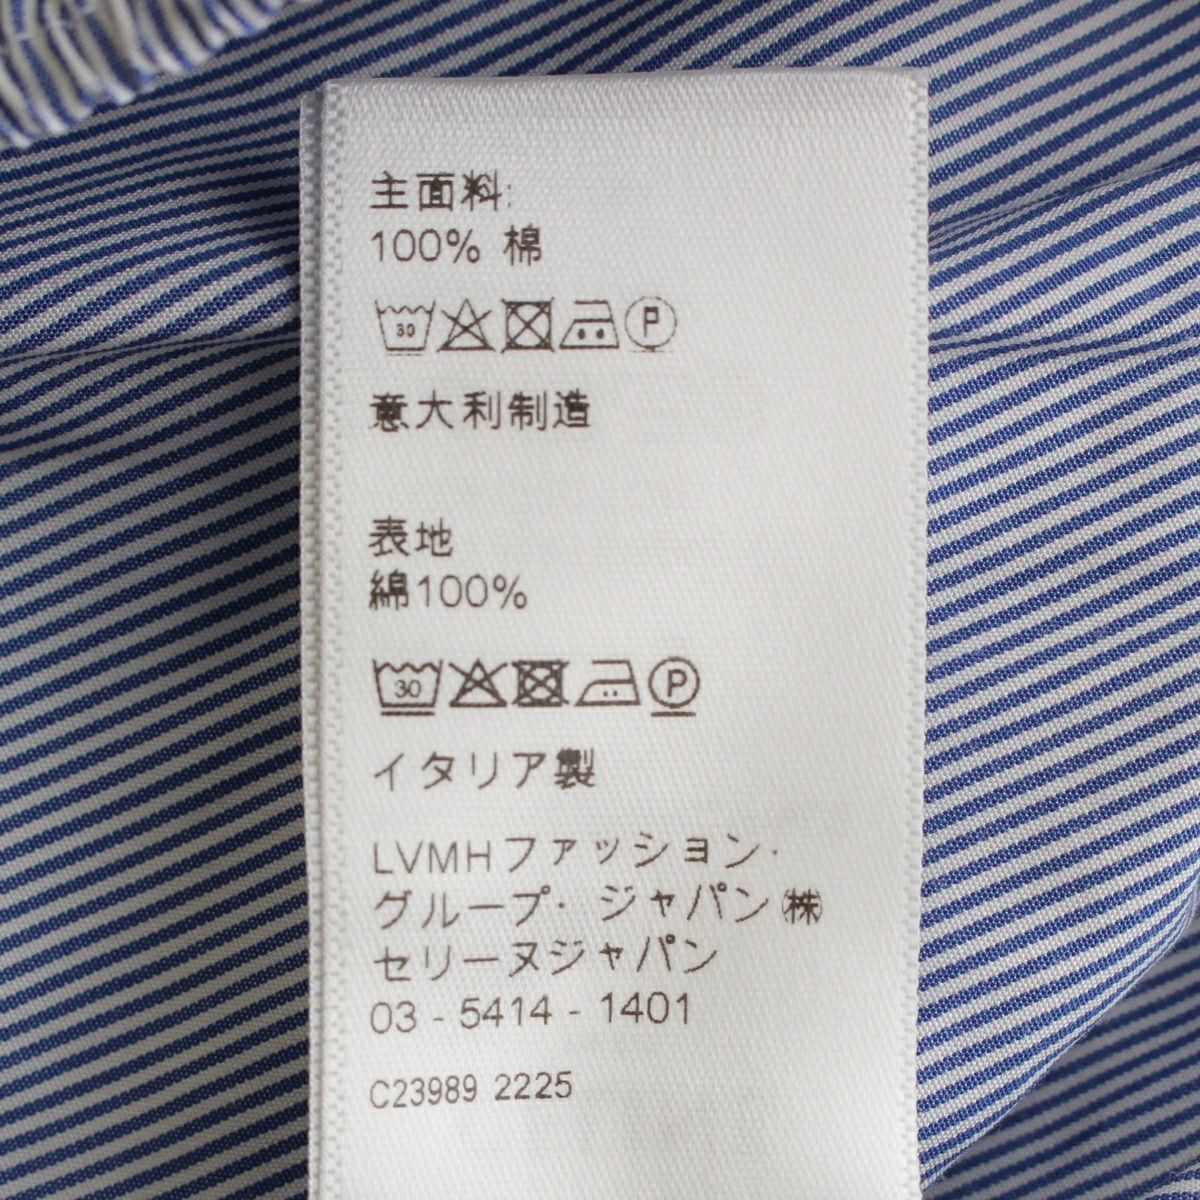 主面料:
100% 棉
30 P
意大利制造
表地
綿100%
30 P
イタリア製
LVMHファッション・
グループ・ジャパン㈱
セリーヌジャパン
03 - 5414 - 1401
C23989 2225